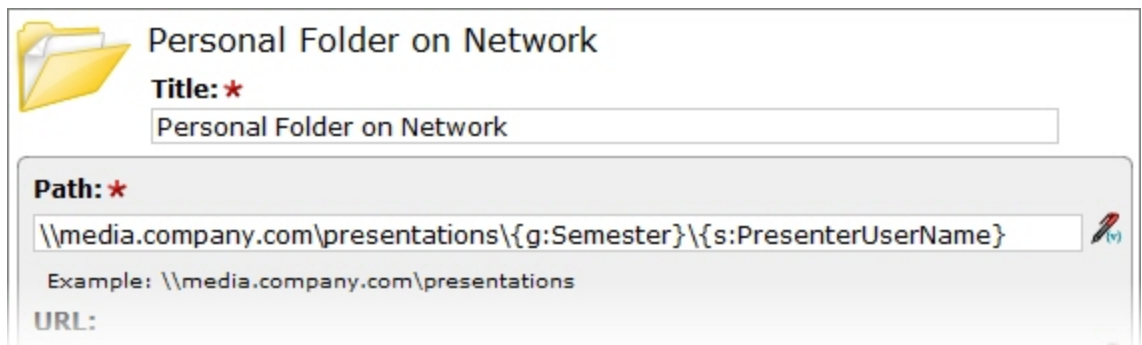 Personal Folder on Network
Title: *
Personal Folder on Network
Path: *
\\media.company.com\presentations\{g:Semester}\{s:PresenterUserName}
(v)
Example: \\media.company.com\presentations
URL: